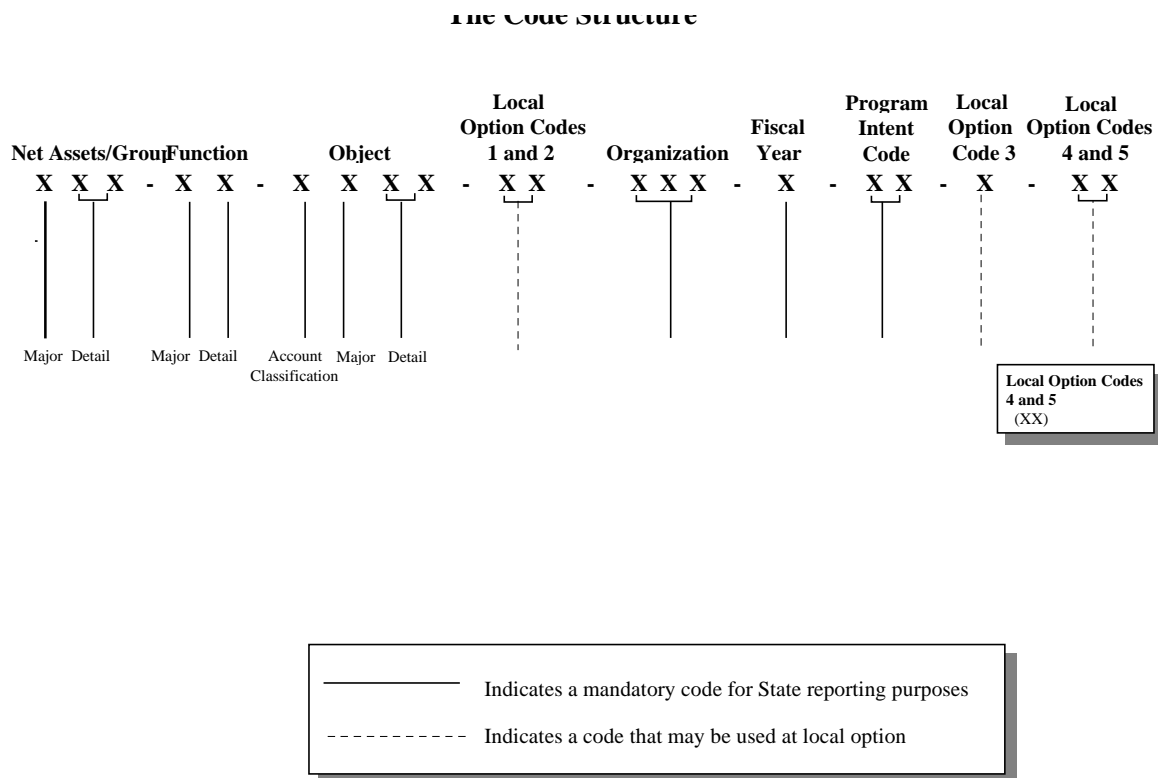 The Code Structure
Local
Option Codes
1 and 2
Program
Intent
Code
Local
Option
Code 3
Local
Option Codes
4 and 5
Net Assets/Group Function Object Organization
Fiscal
Year
X X X - X X - X X X X - X X - X X X - X - X X - X - X X
Major Detail Major Detail Account
Classification Major Detail
Local Option Codes
4 and 5
(XX)
Indicates a mandatory code for State reporting purposes
Indicates a code that may be used at local option